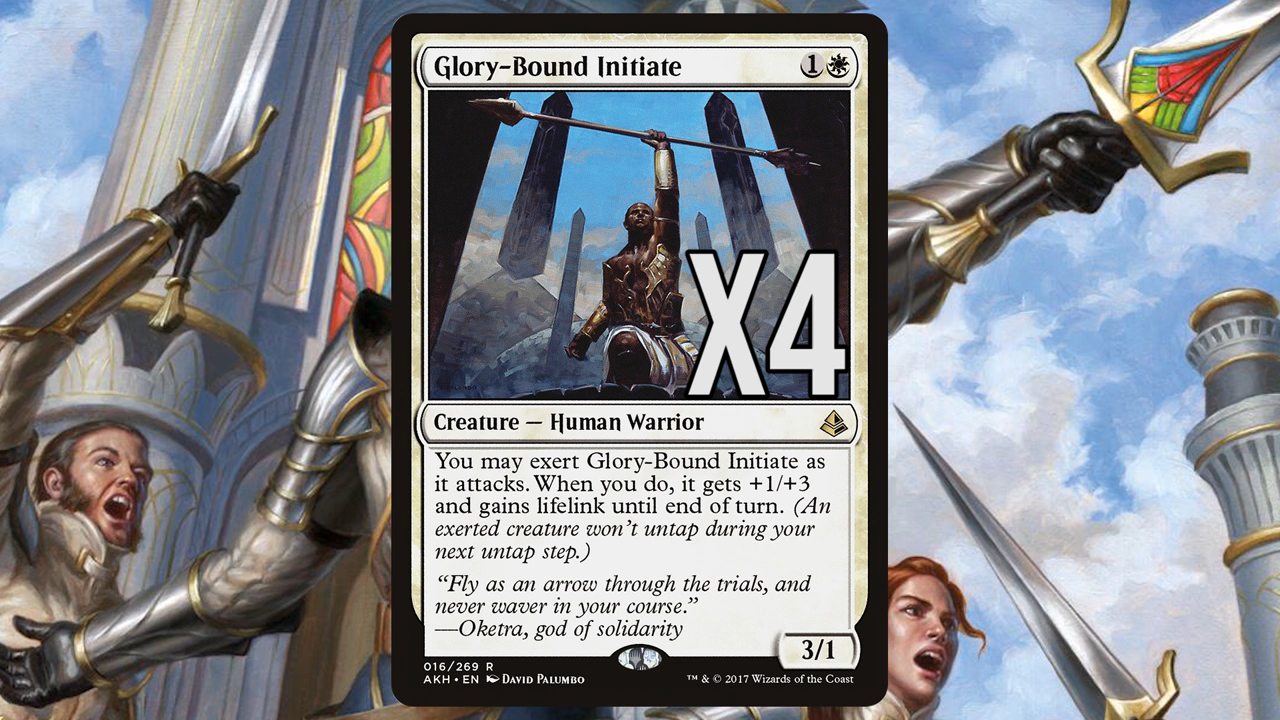 Glory-Bound Initiate 1
X4
Creature — Human Warrior
You may exert Glory-Bound Initiate as
it attacks. When you do, it gets +1/+3
and gains lifelink until end of turn. (An
exerted creature won't untap during your
next untap step.)
“Fly as an arrow through the trials, and
never waver in your course.”
—Oketra, god of solidarity
3/1
016/269 R
AKH • EN David Palumbo
™ & © 2017 Wizards of the Coast